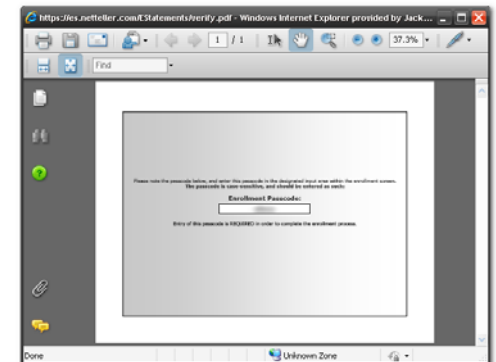 https://es.netteller.com/EStatements/verify.pdf - Windows Internet Explorer provided by Jack...
1 / 1
37.3%
Find
Please note the passcode below, and enter this passcode in the designated input area within the enrollment screen.
The passcode is case-sensitive, and should be entered as such:
Enrollment Passcode:
Entry of this passcode is REQUIRED in order to complete the enrollment process.
Done
Unknown Zone